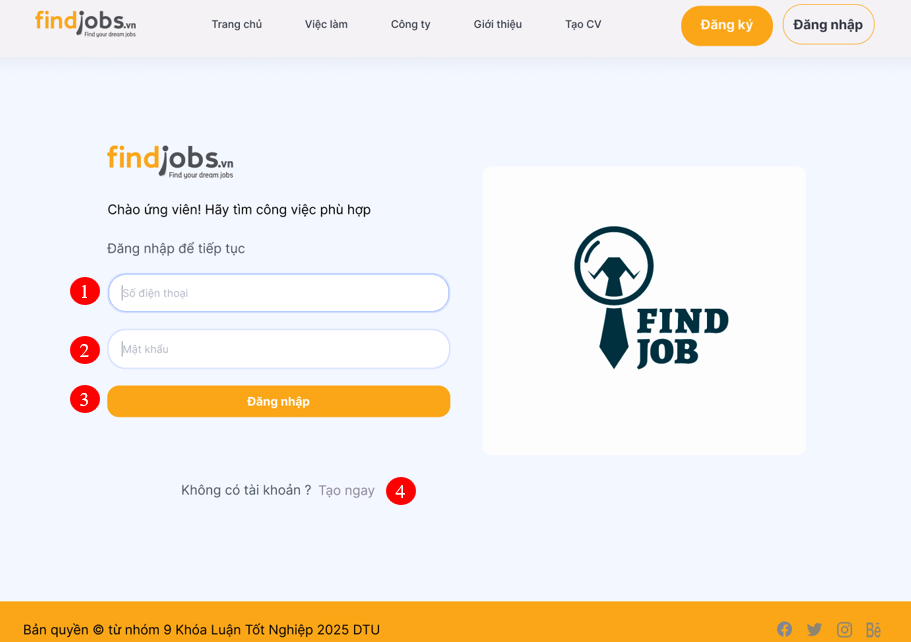 findjobs.vn
Find your dream jobs
Trang chủ Việc làm Công ty Giới thiệu Tạo CV Đăng ký Đăng nhập
findjobs.vn
Find your dream jobs
Chào ứng viên! Hãy tìm công việc phù hợp
Đăng nhập để tiếp tục
1 Số điện thoại
2 Mật khẩu
3 Đăng nhập
Không có tài khoản ? Tạo ngay 4
FIND
JOB
Bản quyền © từ nhóm 9 Khóa Luận Tốt Nghiệp 2025 DTU